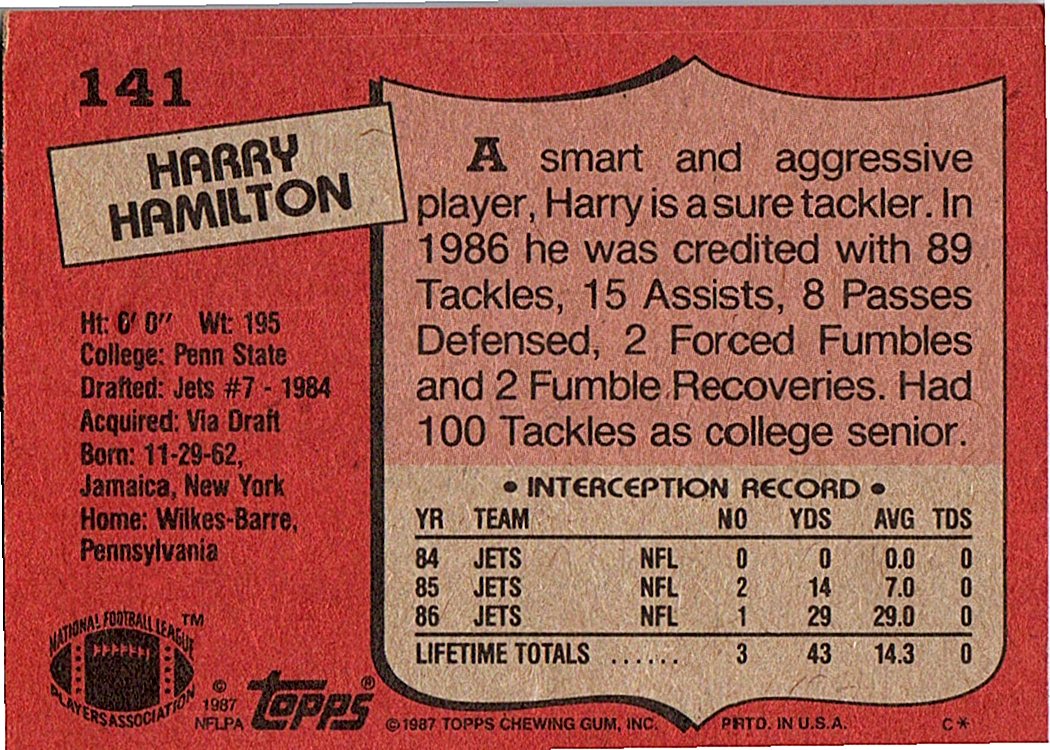 141
HARRY
HAMILTON
Ht: 6' 0" Wt: 195
College: Penn State
Drafted: Jets #7 - 1984
Acquired: Via Draft
Born: 11-29-62,
Jamaica, New York
Home: Wilkes-Barre,
Pennsylvania
A smart and aggressive
player, Harry is a sure tackler. In
1986 he was credited with 89
Tackles, 15 Assists, 8 Passes
Defensed, 2 Forced Fumbles
and 2 Fumble Recoveries. Had
100 Tackles as college senior.
• INTERCEPTION RECORD •
YR TEAM NO YDS AVG TDS
84 JETS NFL 0 0 0.0 0
85 JETS NFL 2 14 7.0 0
86 JETS NFL 1 29 29.0 0
LIFETIME TOTALS ...... 3 43 14.3 0
NATIONAL FOOTBALL LEAGUE ™
PLAYERS ASSOCIATION
© 1987
NFLPA
TOPPS®
© 1987 TOPPS CHEWING GUM, INC. PRTD. IN U.S.A. C*